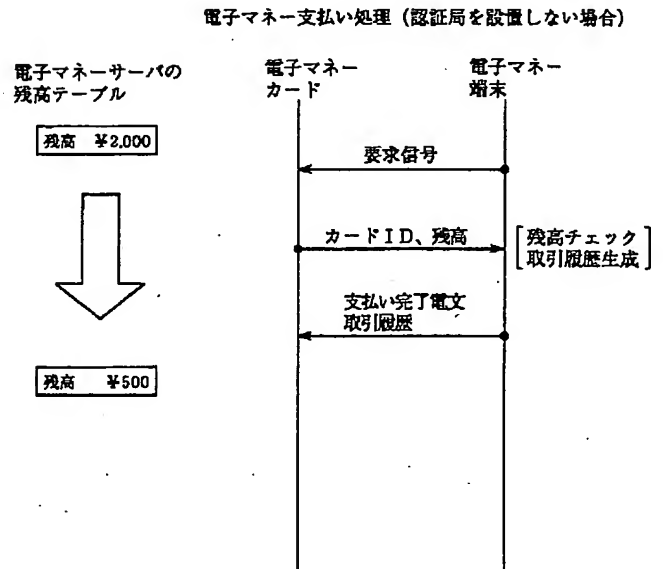 電子マネー支払い処理（認証局を設置しない場合）
電子マネーサーバの
残高テーブル
電子マネー
カード
電子マネー
端末
残高 ¥2,000
要求信号
カードID、残高
残高チェック
取引履歴生成
支払い完了電文
取引履歴
残高 ¥500